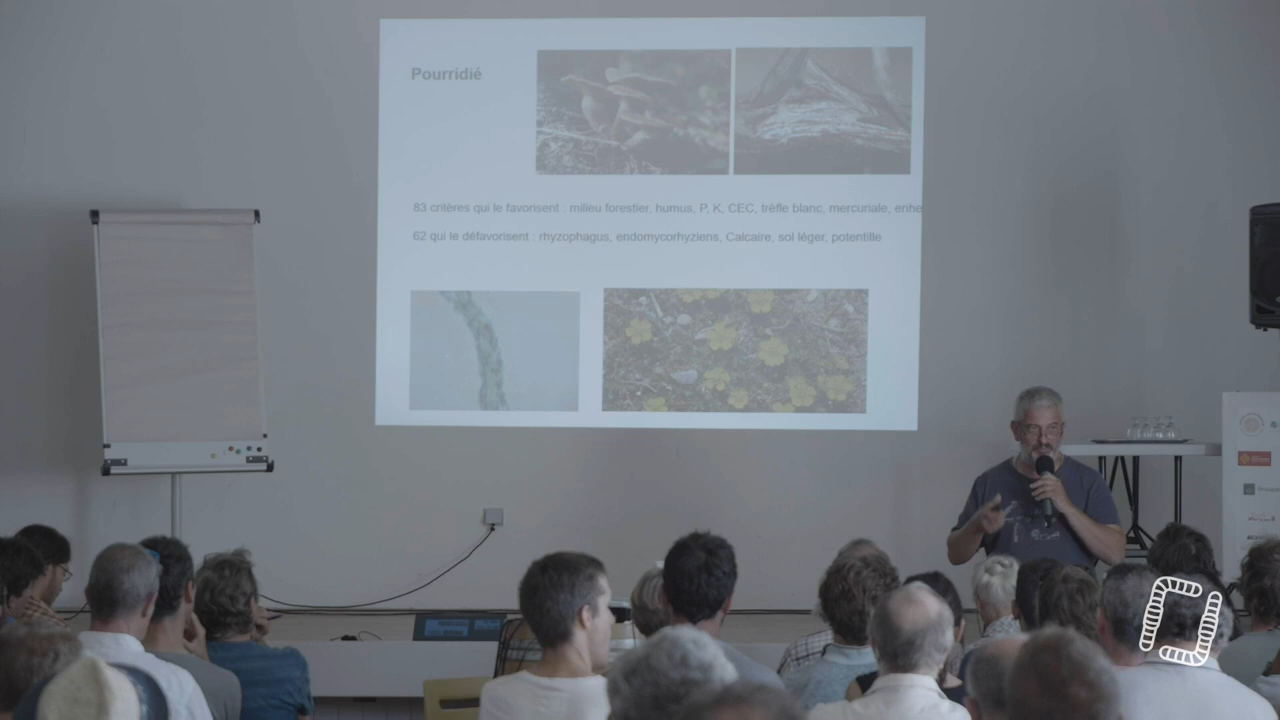 Pourridié
83 critères qui le favorisent : milieu forestier, humus, P, K, CEC, trèfle blanc, mercuriale, enhe
62 qui le défavorisent : rhyzophagus, endomycorhyziens, Calcaire, sol léger, potentille